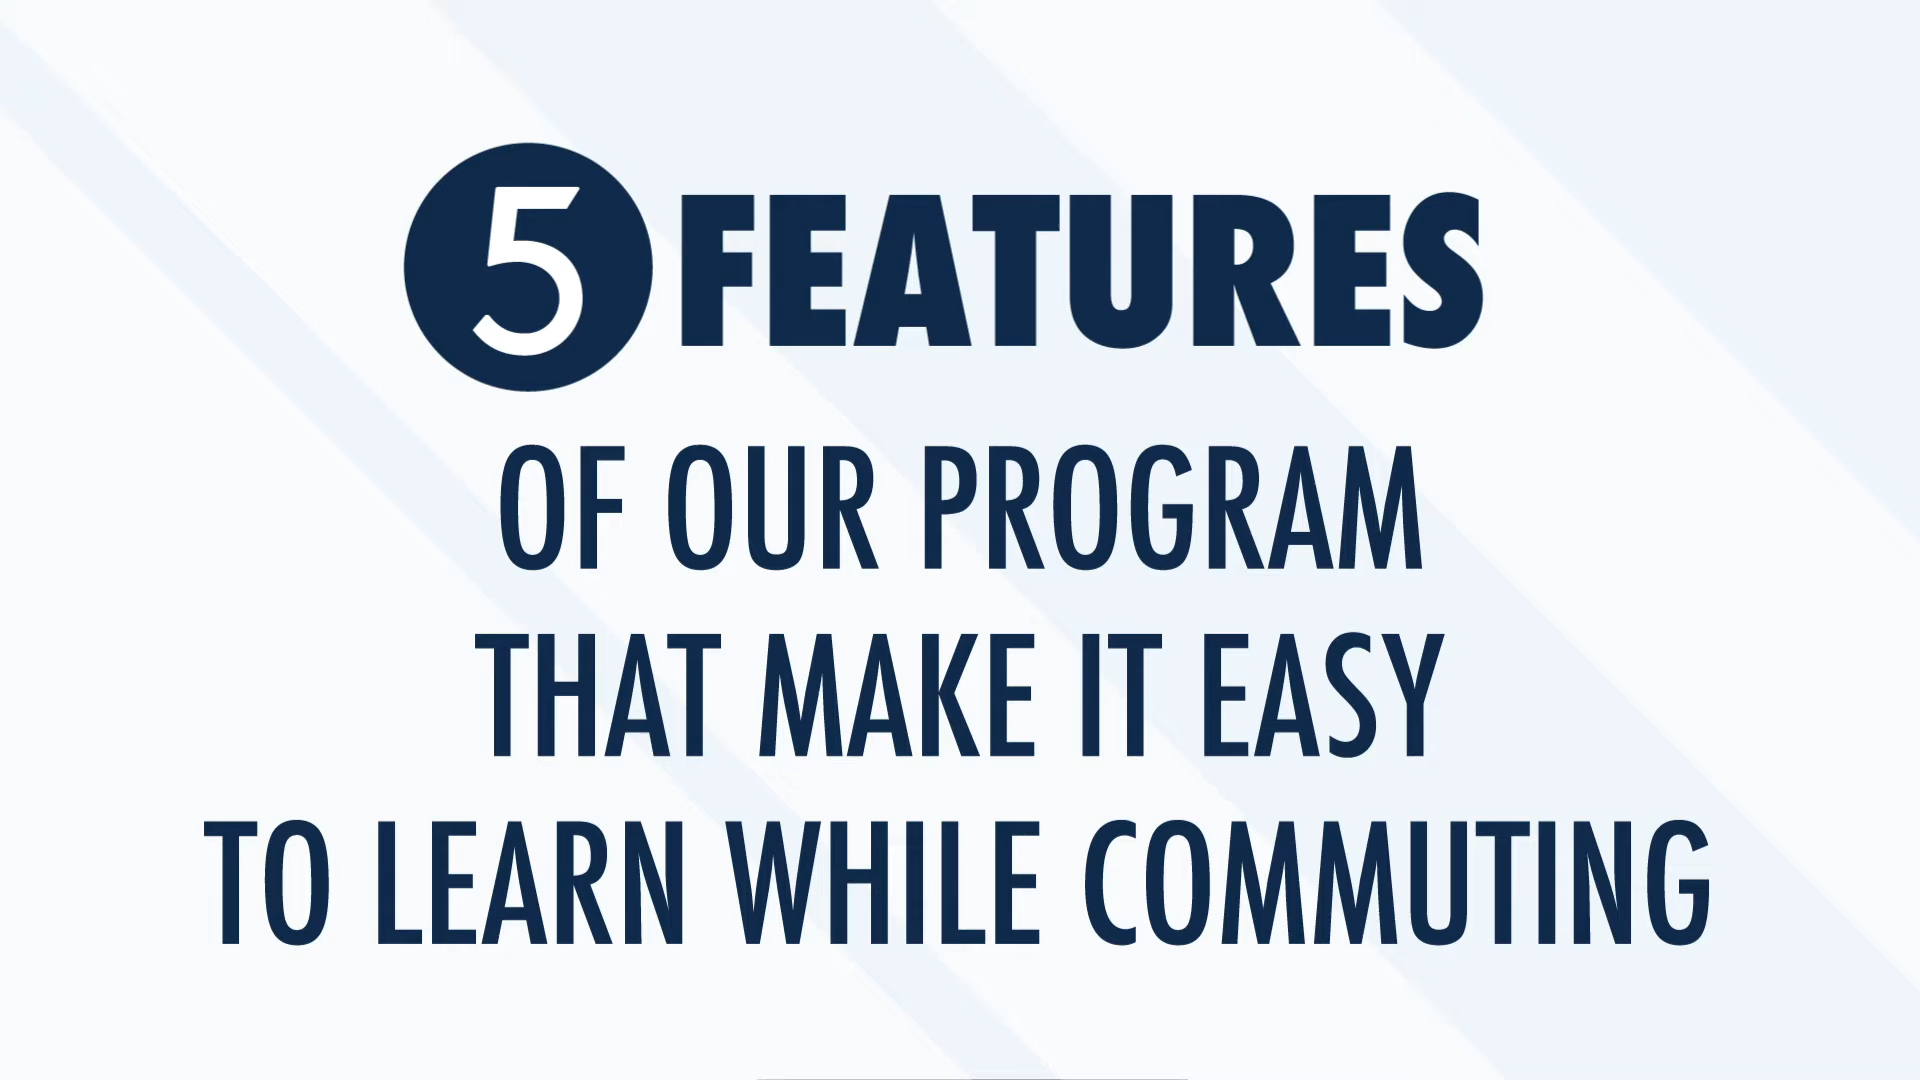 5 FEATURES
OF OUR PROGRAM
THAT MAKE IT EASY
TO LEARN WHILE COMMUTING